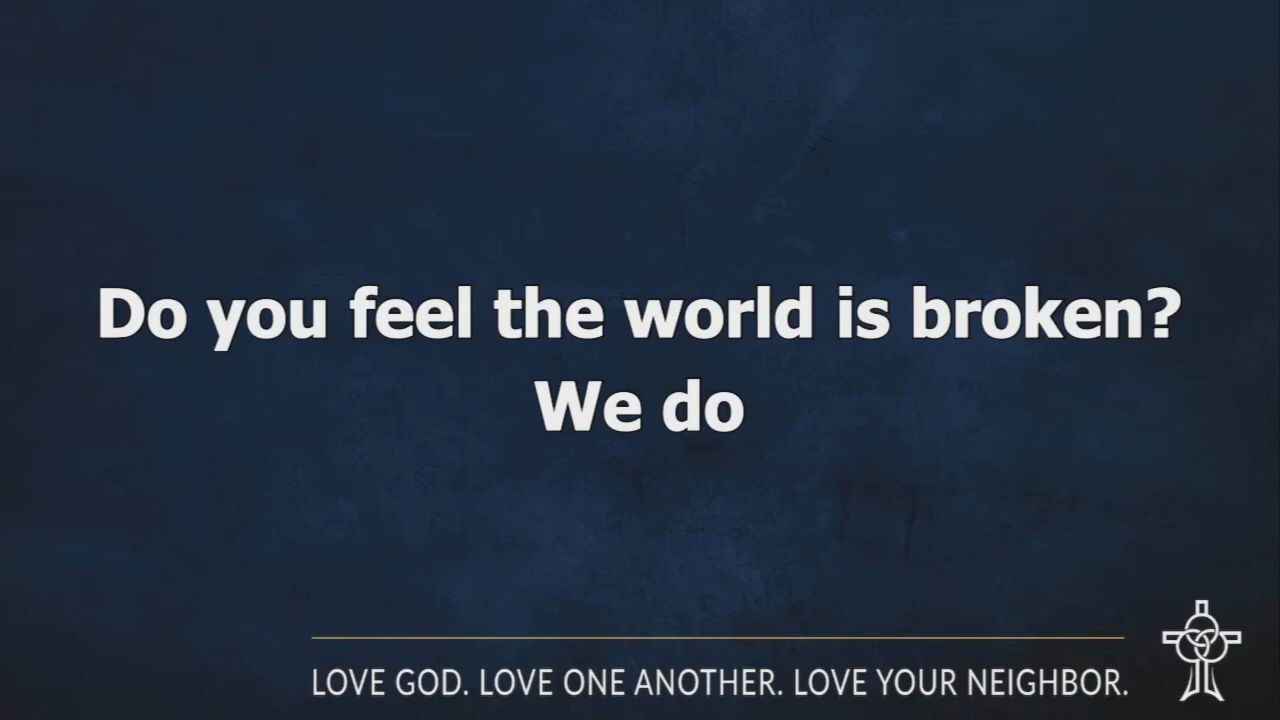 Do you feel the world is broken?
We do
LOVE GOD. LOVE ONE ANOTHER. LOVE YOUR NEIGHBOR.